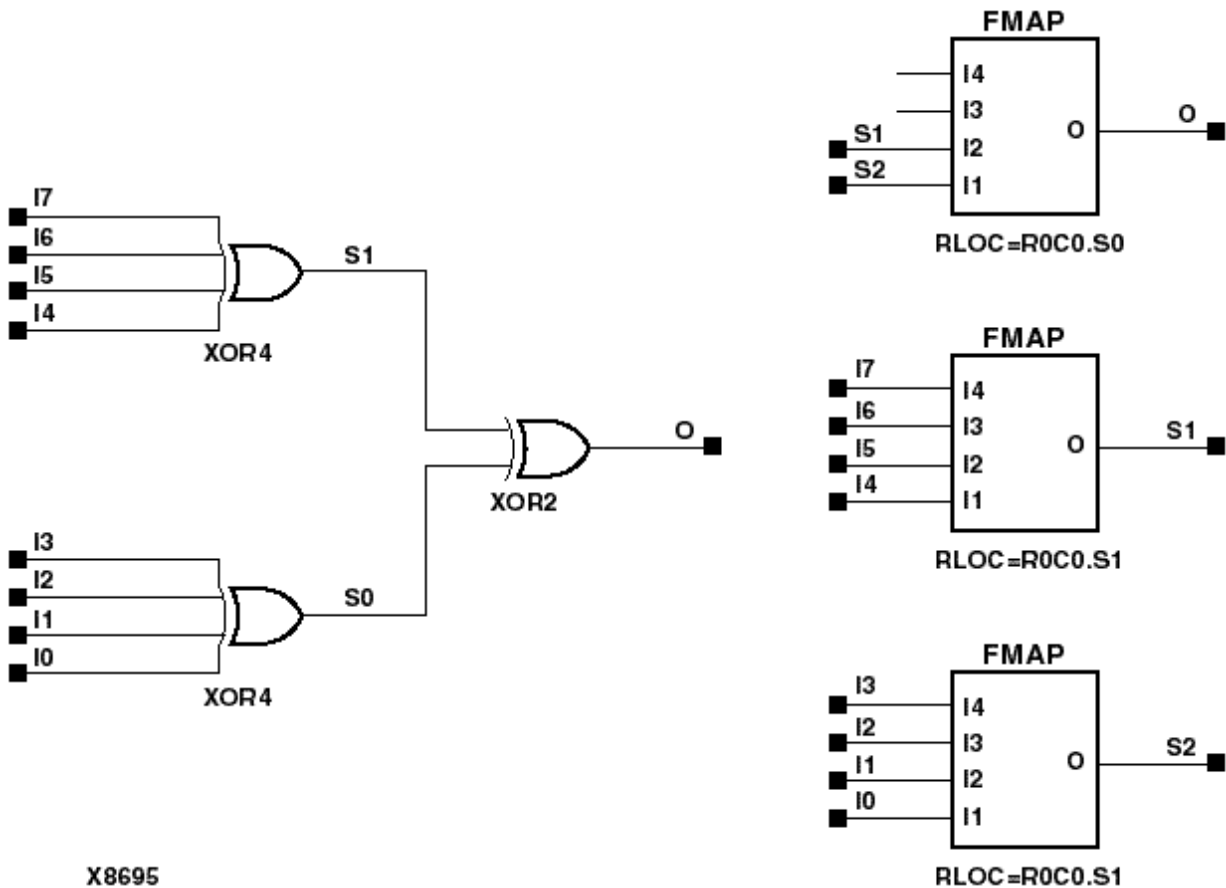 I7
I6
I5
I4
XOR4
S1
I3
I2
I1
I0
XOR4
S0
XOR2
O
FMAP
I4
I3
S1 I2
S2 I1
O O
RLOC=R0C0.S0
FMAP
I7 I4
I6 I3
I5 I2
I4 I1
O S1
RLOC=R0C0.S1
FMAP
I3 I4
I2 I3
I1 I2
I0 I1
O S2
RLOC=R0C0.S1
X8695